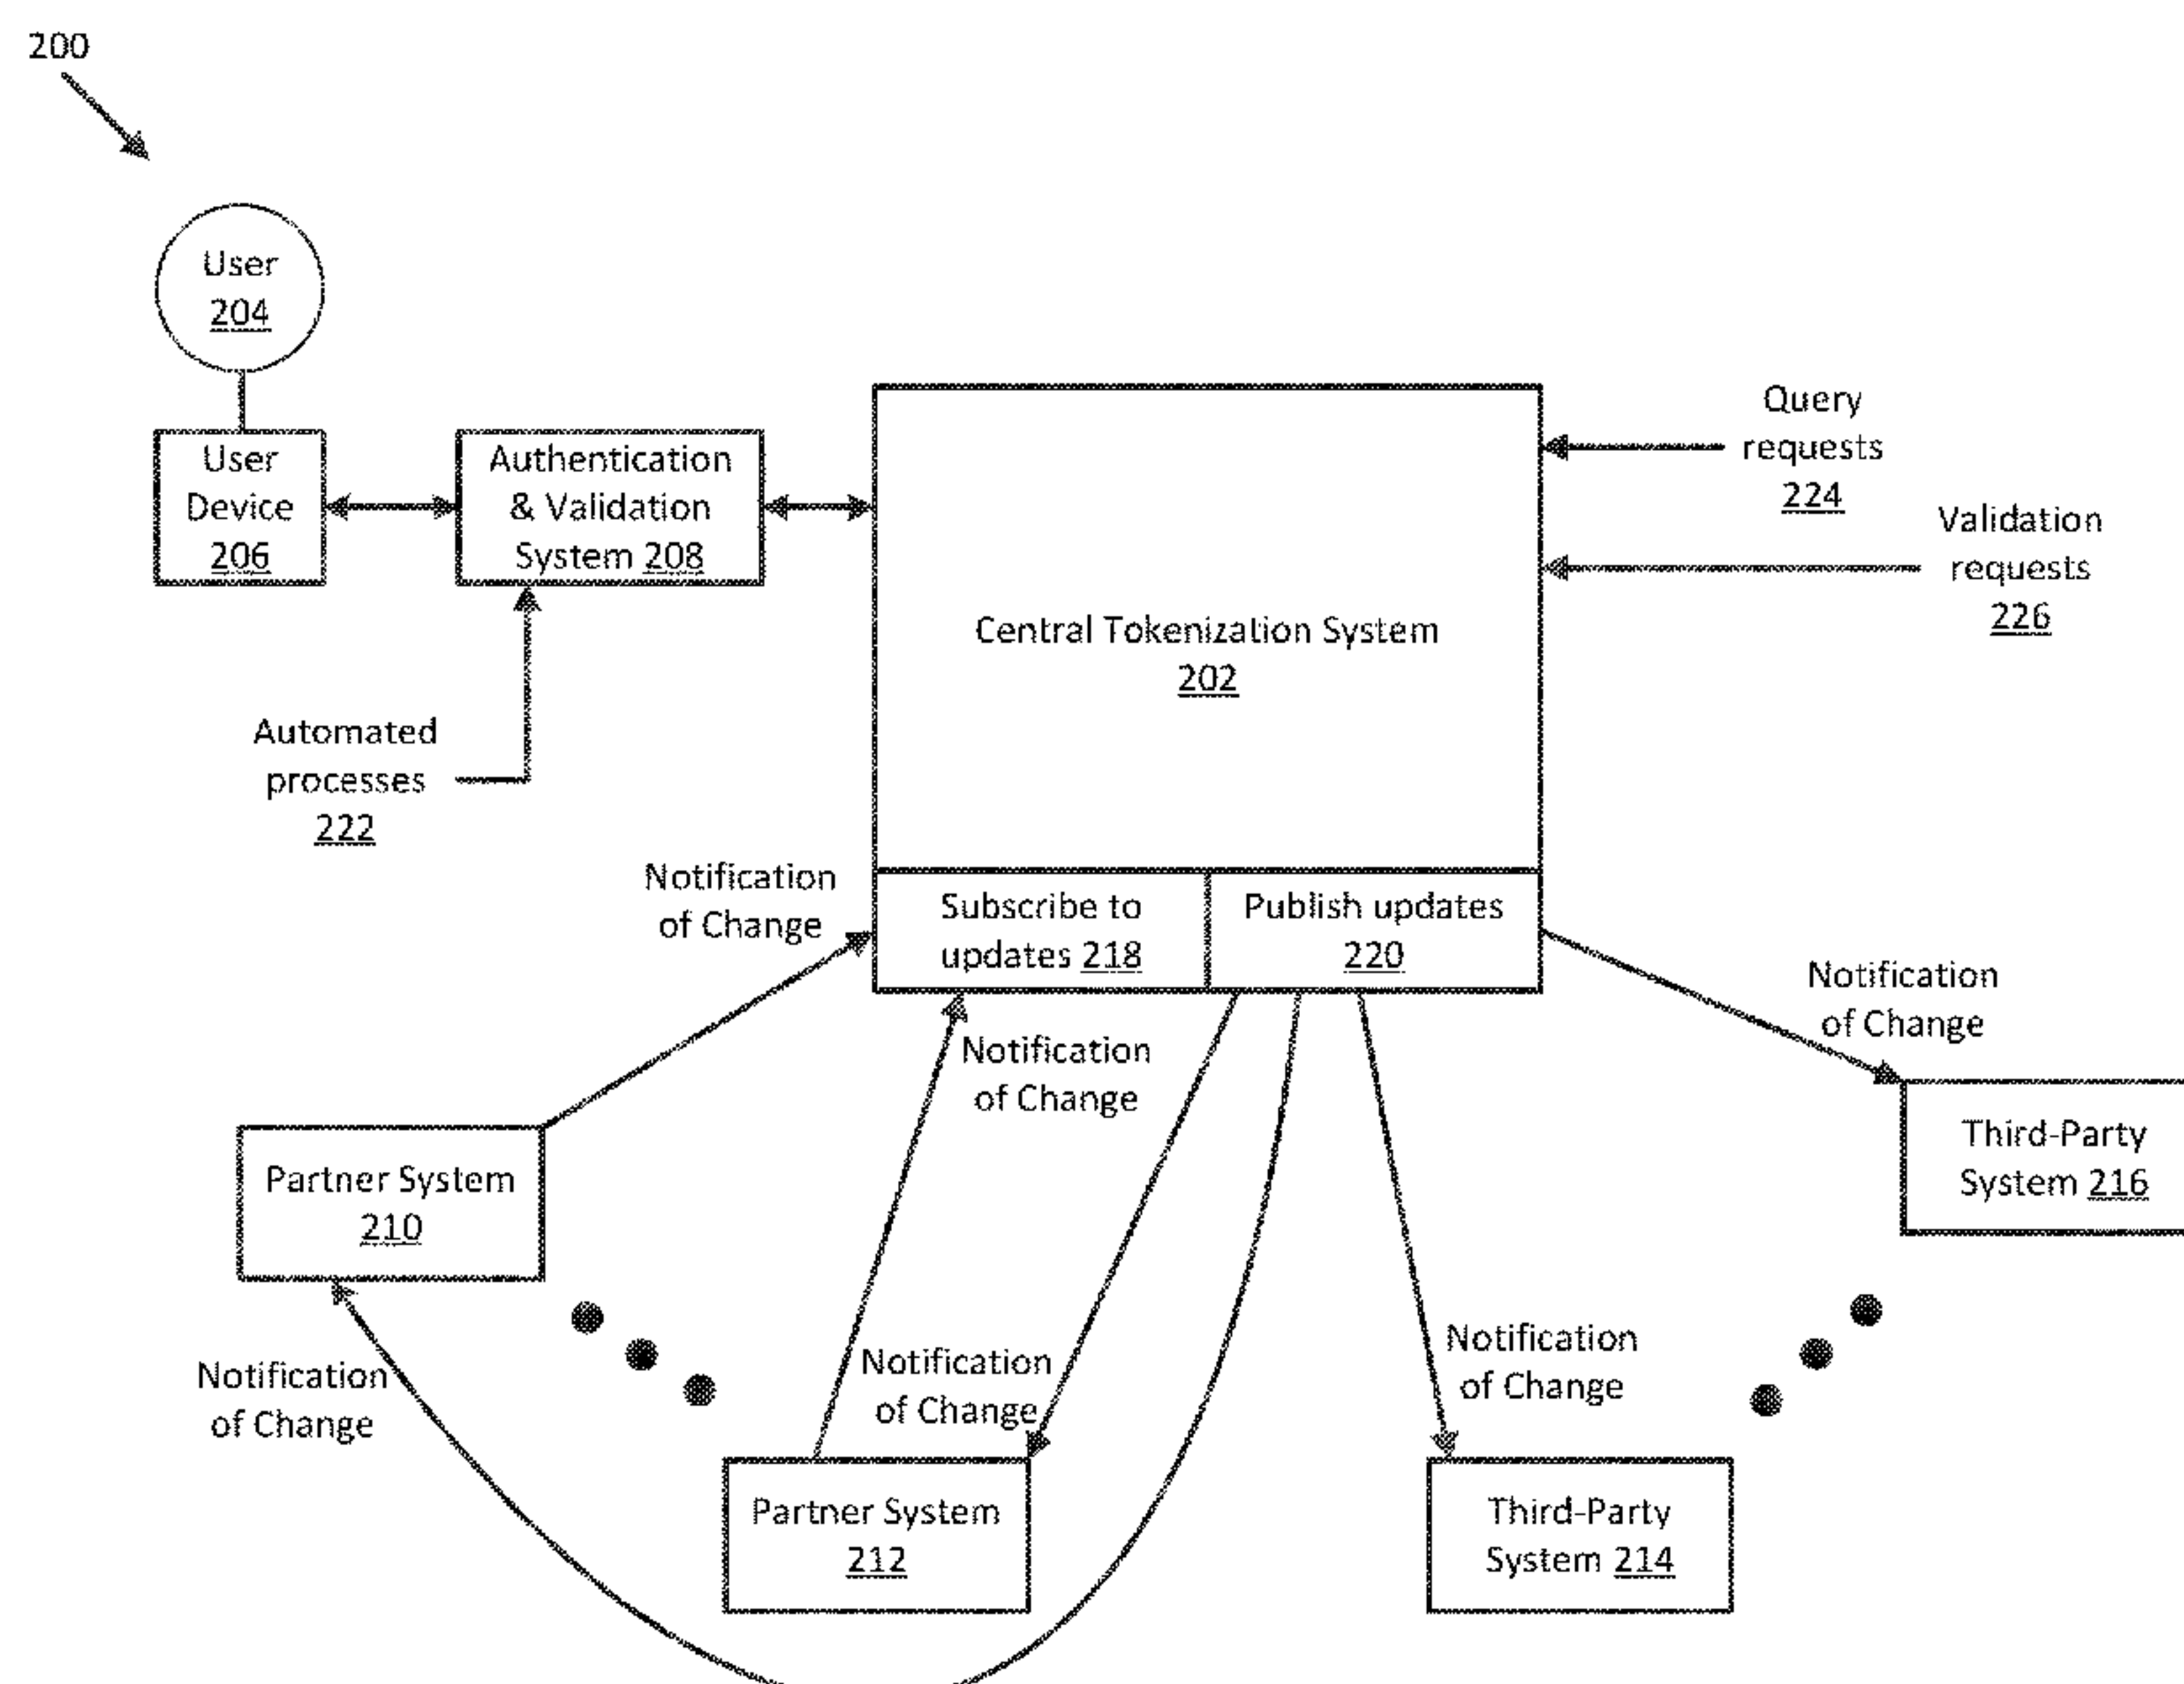 200
User
204
User
Device
206
Authentication
& Validation
System 208
Query
requests
224
Validation
requests
226
Central Tokenization System
202
Automated
processes
222
Notification
of Change
Subscribe to
updates 218
Publish updates
220
Notification
of Change
Notification
of Change
Third-Party
System 216
Partner System
210
Notification
of Change
Notification
of Change
Notification
of Change
Partner System
212
Third-Party
System 214